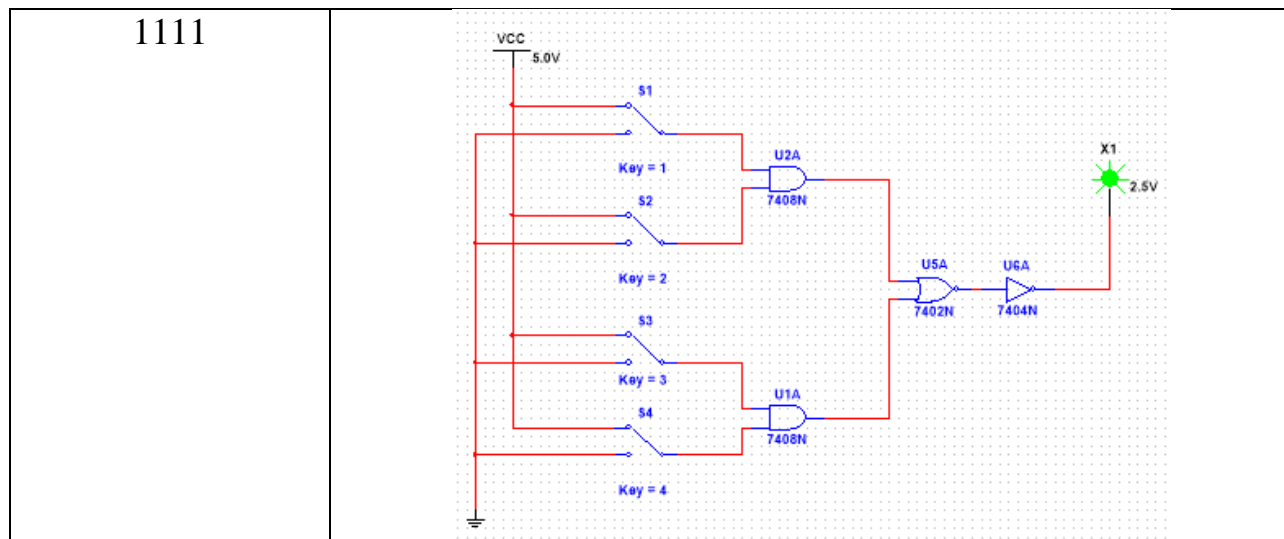 1111
VCC
5.0V
S1
Key = 1
U2A
7408N
X1
2.5V
S2
Key = 2
U5A
7402N
U6A
7404N
S3
Key = 3
U1A
7408N
S4
Key = 4